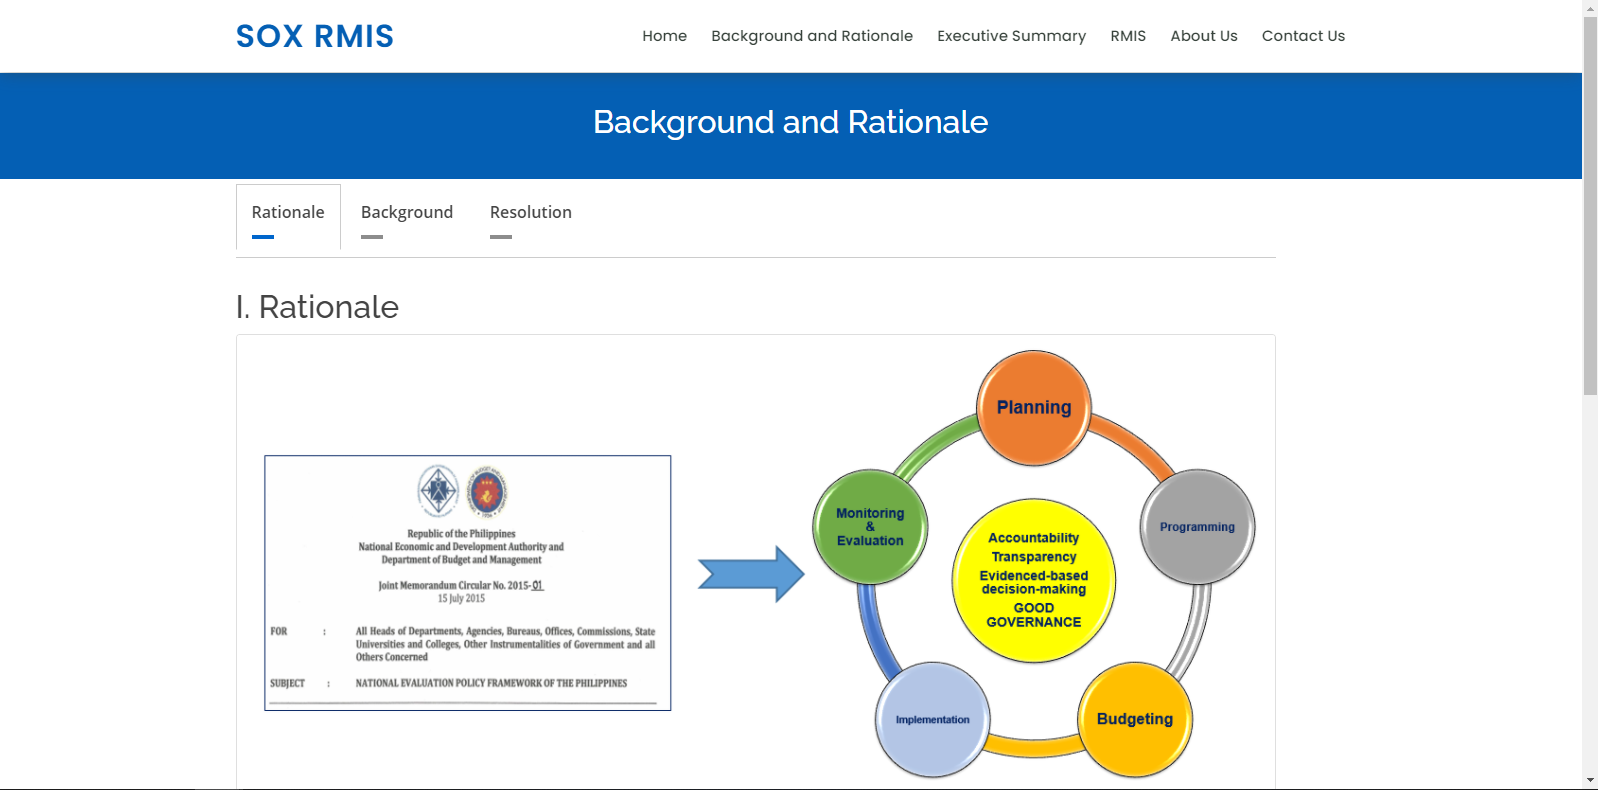 SOX RMIS
Home Background and Rationale Executive Summary RMIS About Us Contact Us
Background and Rationale
Rationale Background Resolution
I. Rationale
Republic of the Philippines
National Economic and Development Authority and
Department of Budget and Management
Joint Memorandum Circular No. 2015-01
15 July 2015
FOR : All Heads of Departments, Agencies, Bureaus, Offices, Commissions, State
Universities and Colleges, Other Instrumentalities of Government and all
Others Concerned
SUBJECT : NATIONAL EVALUATION POLICY FRAMEWORK OF THE PHILIPPINES
Planning
Programming
Budgeting
Implementation
Monitoring
&
Evaluation
Accountability
Transparency
Evidenced-based
decision-making
GOOD
GOVERNANCE